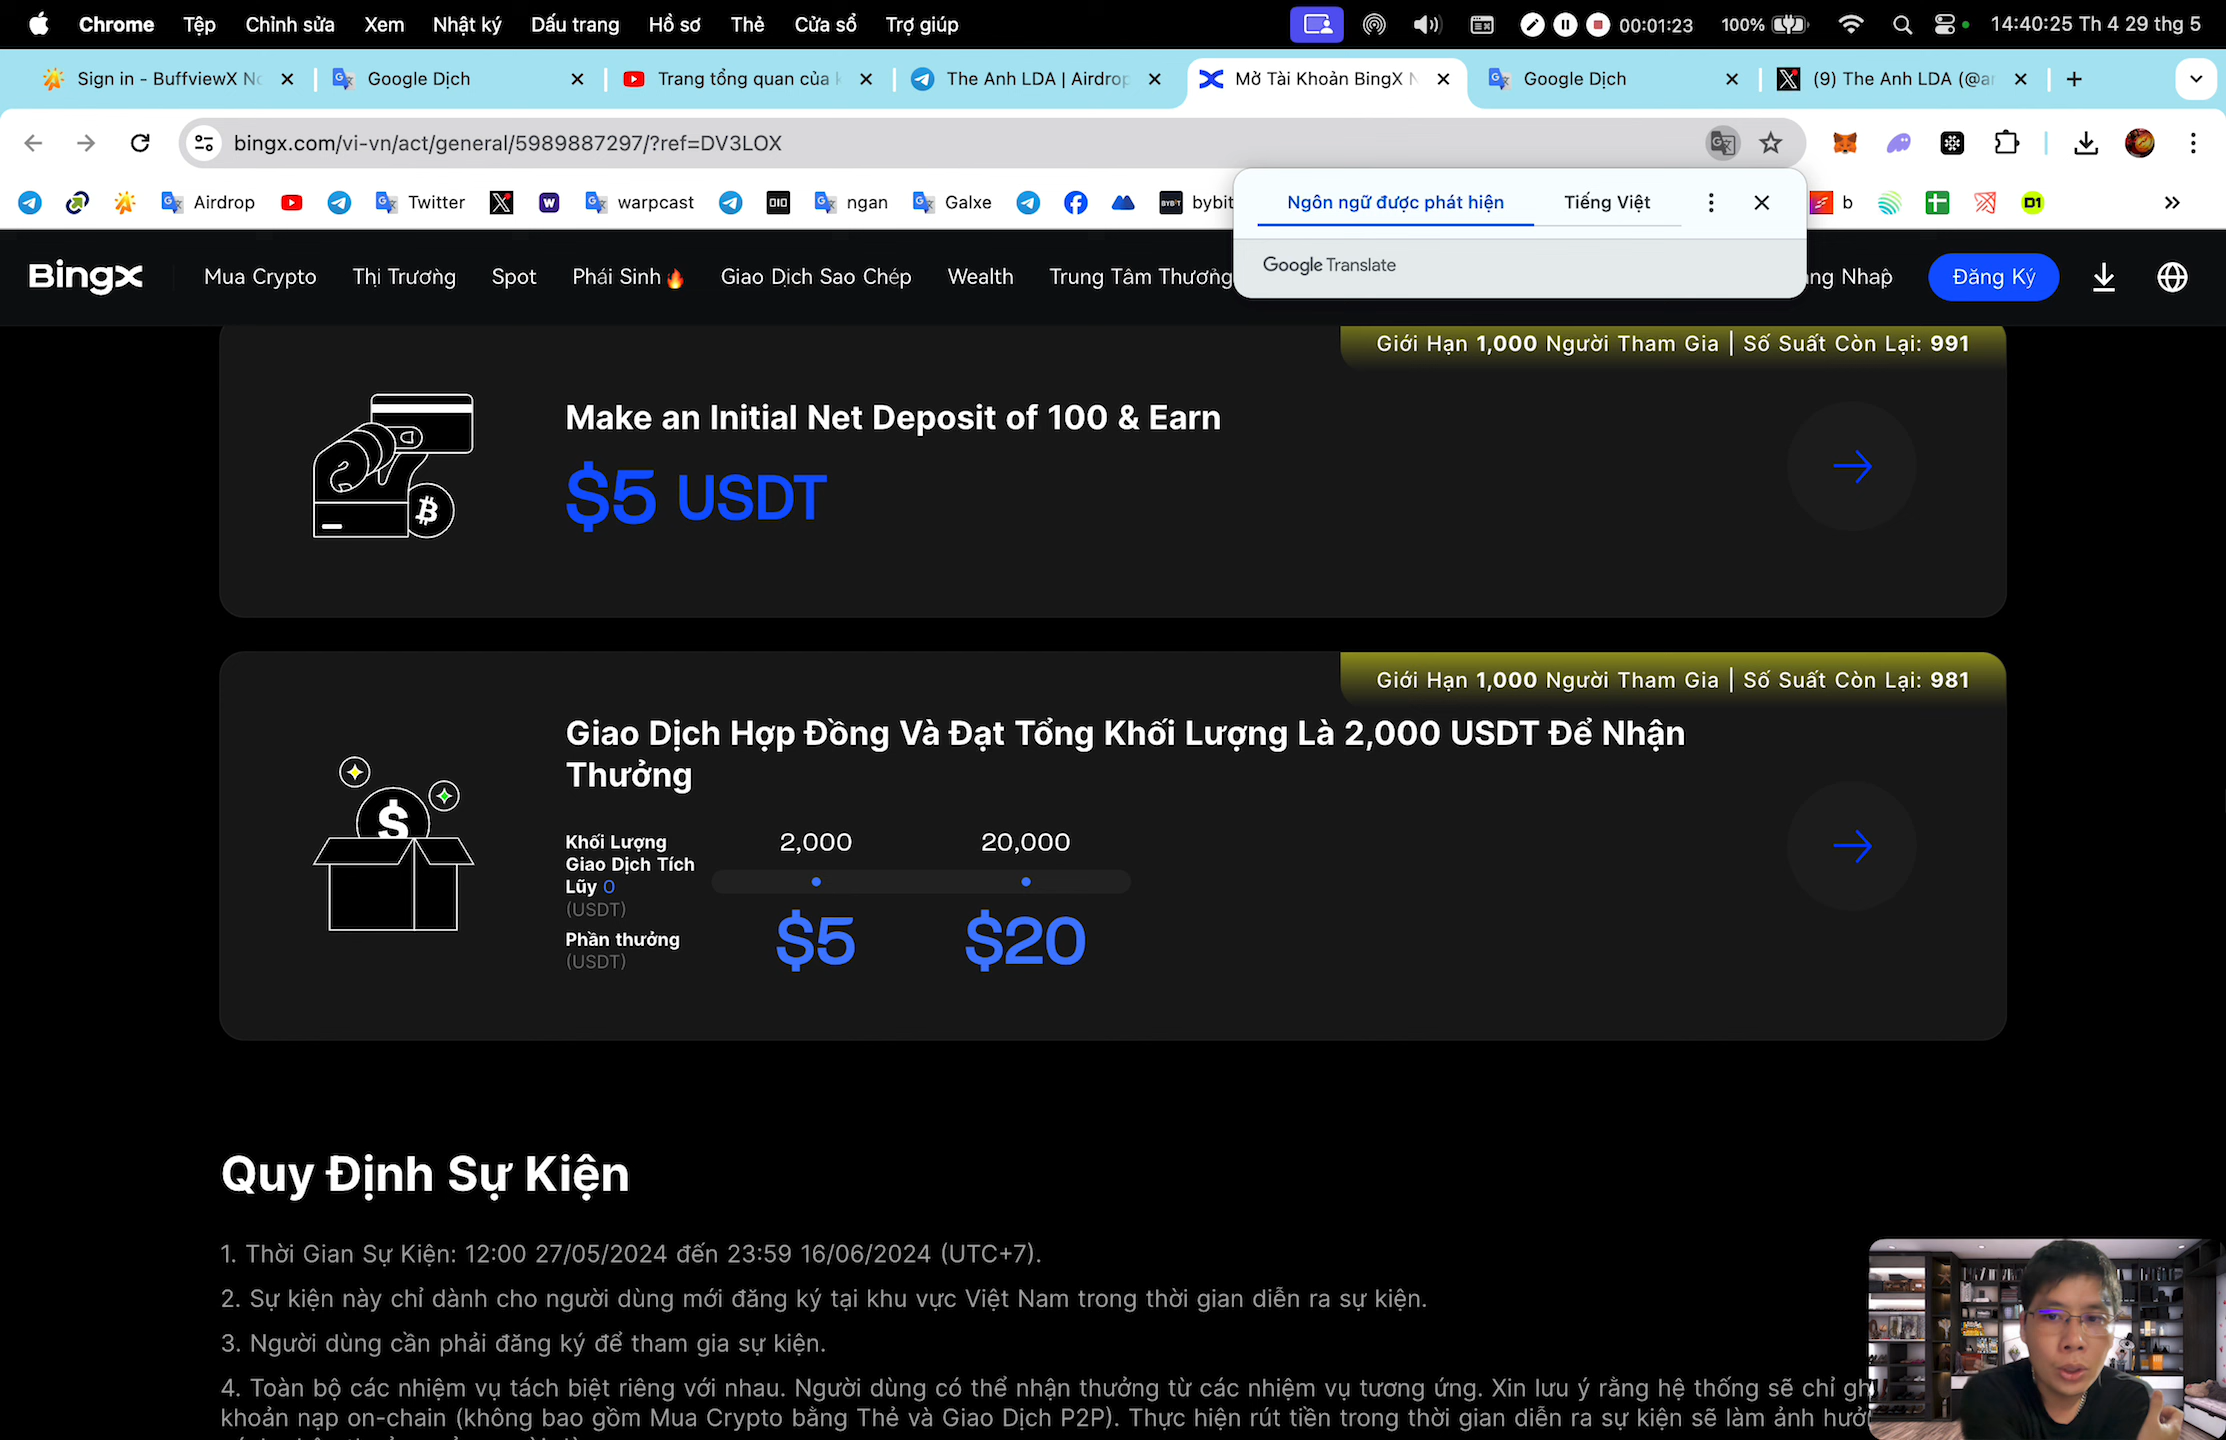 Chrome Tệp Chỉnh sửa Xem Nhật ký Dấu trang Hồ sơ Thẻ Cửa sổ Trợ giúp 00:01:23 100% 14:40:25 Th 4 29 thg 5
Sign in - BuffviewX Google Dịch Trang tổng quan của The Anh LDA | Airdrop Mở Tài Khoản BingX Google Dịch (9) The Anh LDA
bingx.com/vi-vn/act/general/5989887297/?ref=DV3LOX
Airdrop Twitter warpcast ngan Galxe bybit b
Ngôn ngữ được phát hiện Tiếng Việt
Google Translate
BingX Mua Crypto Thị Trường Spot Phái Sinh Giao Dịch Sao Chép Wealth Trung Tâm Thưởng Nhập Đăng Ký
Giới Hạn 1,000 Người Tham Gia | Số Suất Còn Lại: 991
Make an Initial Net Deposit of 100 & Earn
$5 USDT
Giới Hạn 1,000 Người Tham Gia | Số Suất Còn Lại: 981
Giao Dịch Hợp Đồng Và Đạt Tổng Khối Lượng Là 2,000 USDT Để Nhận
Thưởng
Khối Lượng
Giao Dịch Tích
Lũy 0
(USDT)
2,000 20,000
Phần thưởng
(USDT)
$5 $20
Quy Định Sự Kiện
1. Thời Gian Sự Kiện: 12:00 27/05/2024 đến 23:59 16/06/2024 (UTC+7).
2. Sự kiện này chỉ dành cho người dùng mới đăng ký tại khu vực Việt Nam trong thời gian diễn ra sự kiện.
3. Người dùng cần phải đăng ký để tham gia sự kiện.
4. Toàn bộ các nhiệm vụ tách biệt riêng với nhau. Người dùng có thể nhận thưởng từ các nhiệm vụ tương ứng. Xin lưu ý rằng hệ thống sẽ chỉ
khoản nạp on-chain (không bao gồm Mua Crypto bằng Thẻ và Giao Dịch P2P). Thực hiện rút tiền trong thời gian diễn ra sự kiện sẽ làm ảnh